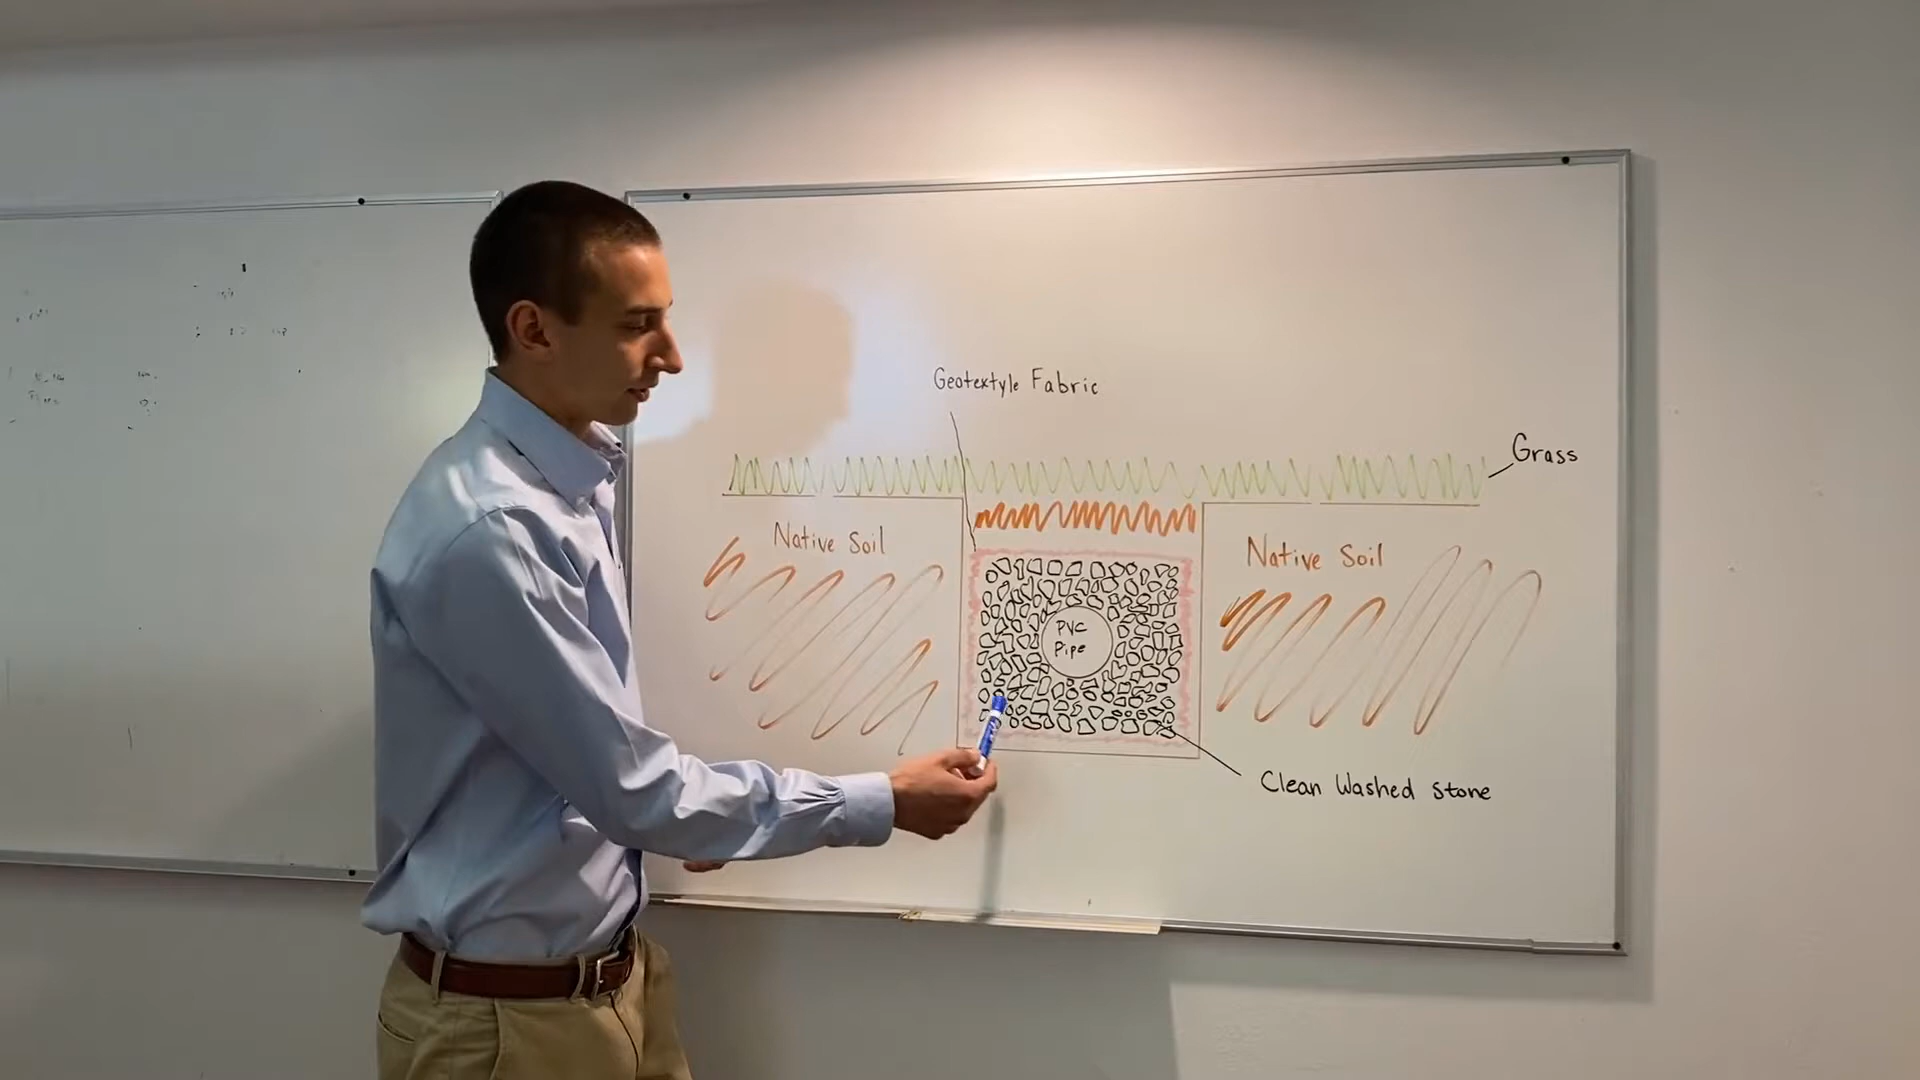 Geotextyle Fabric
Grass
Native Soil
Native Soil
PVC
Pipe
Clean Washed Stone